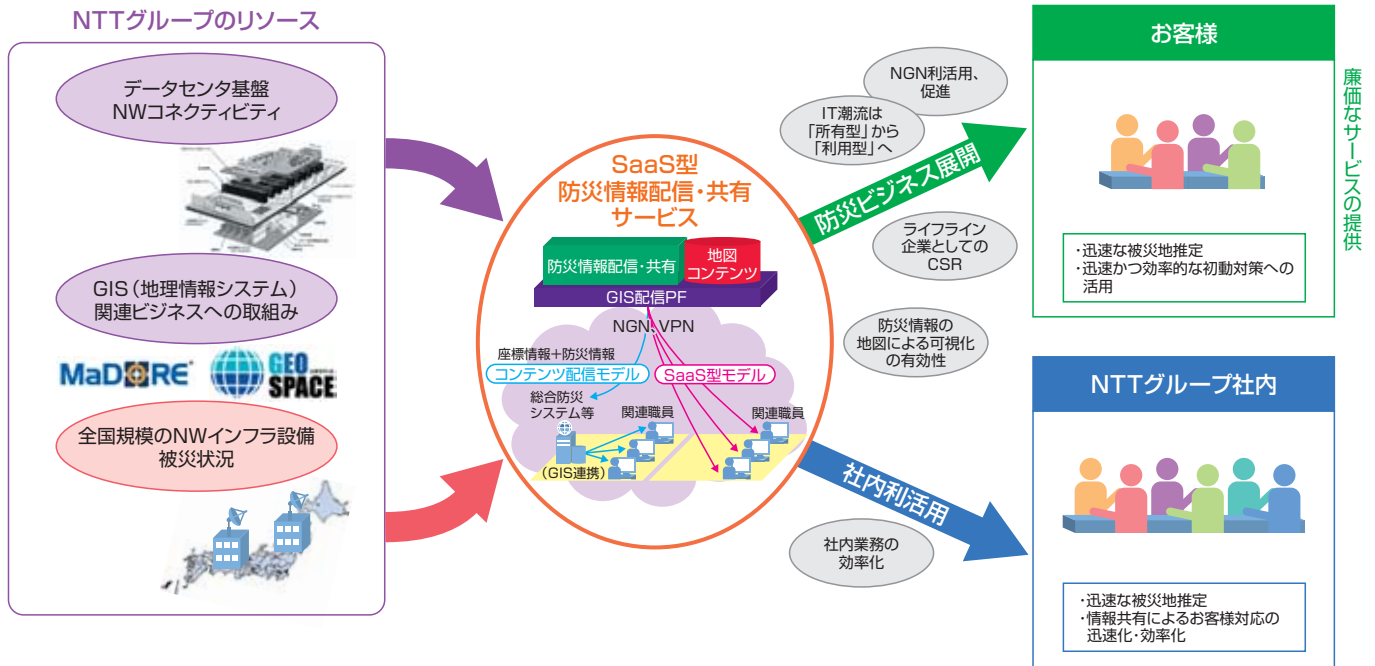 NTTグループのリソース
データセンタ基盤
NWコネクティビティ
GIS（地理情報システム）
関連ビジネスへの取組み
MaDORE
GEO
SPACE
全国規模のNWインフラ設備
被災状況
SaaS型
防災情報配信・共有
サービス
防災情報配信・共有
地図
コンテンツ
GIS配信PF
NGN、VPN
座標情報＋防災情報
コンテンツ配信モデル
SaaS型モデル
総合防災
システム等
関連職員
関連職員
（GIS連携）
NGN利活用、
促進
IT潮流は
「所有型」から
「利用型」へ
防災ビジネス展開
ライフライン
企業としての
CSR
防災情報の
地図による可視化
の有効性
社内利活用
社内業務の
効率化
お客様
・迅速な被災地推定
・迅速かつ効率的な初動対策への
活用
廉価なサービスの提供
NTTグループ社内
・迅速な被災地推定
・情報共有によるお客様対応の
迅速化・効率化